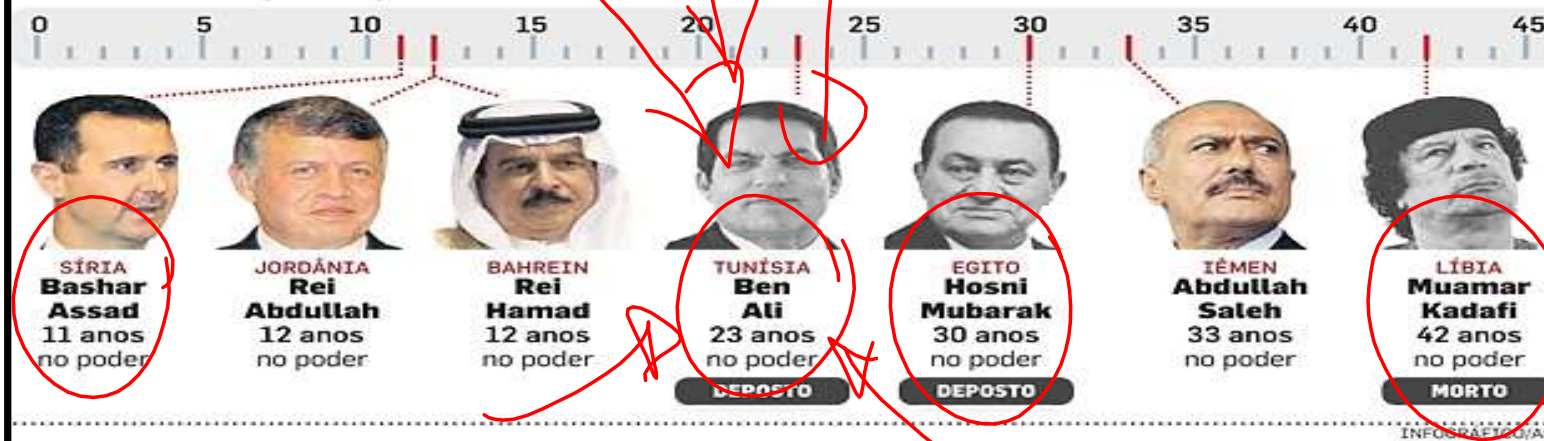 0 5 10 15 20 25 30 35 40 45
SÍRIA
Bashar
Assad
11 anos
no poder
JORDÂNIA
Rei
Abdullah
12 anos
no poder
BAHREIN
Rei
Hamad
12 anos
no poder
TUNÍSIA
Ben
Ali
23 anos
no poder
DEPOSTO
EGITO
Hosni
Mubarak
30 anos
no poder
DEPOSTO
IÊMEN
Abdullah
Saleh
33 anos
no poder
LÍBIA
Muamar
Kadafi
42 anos
no poder
MORTO